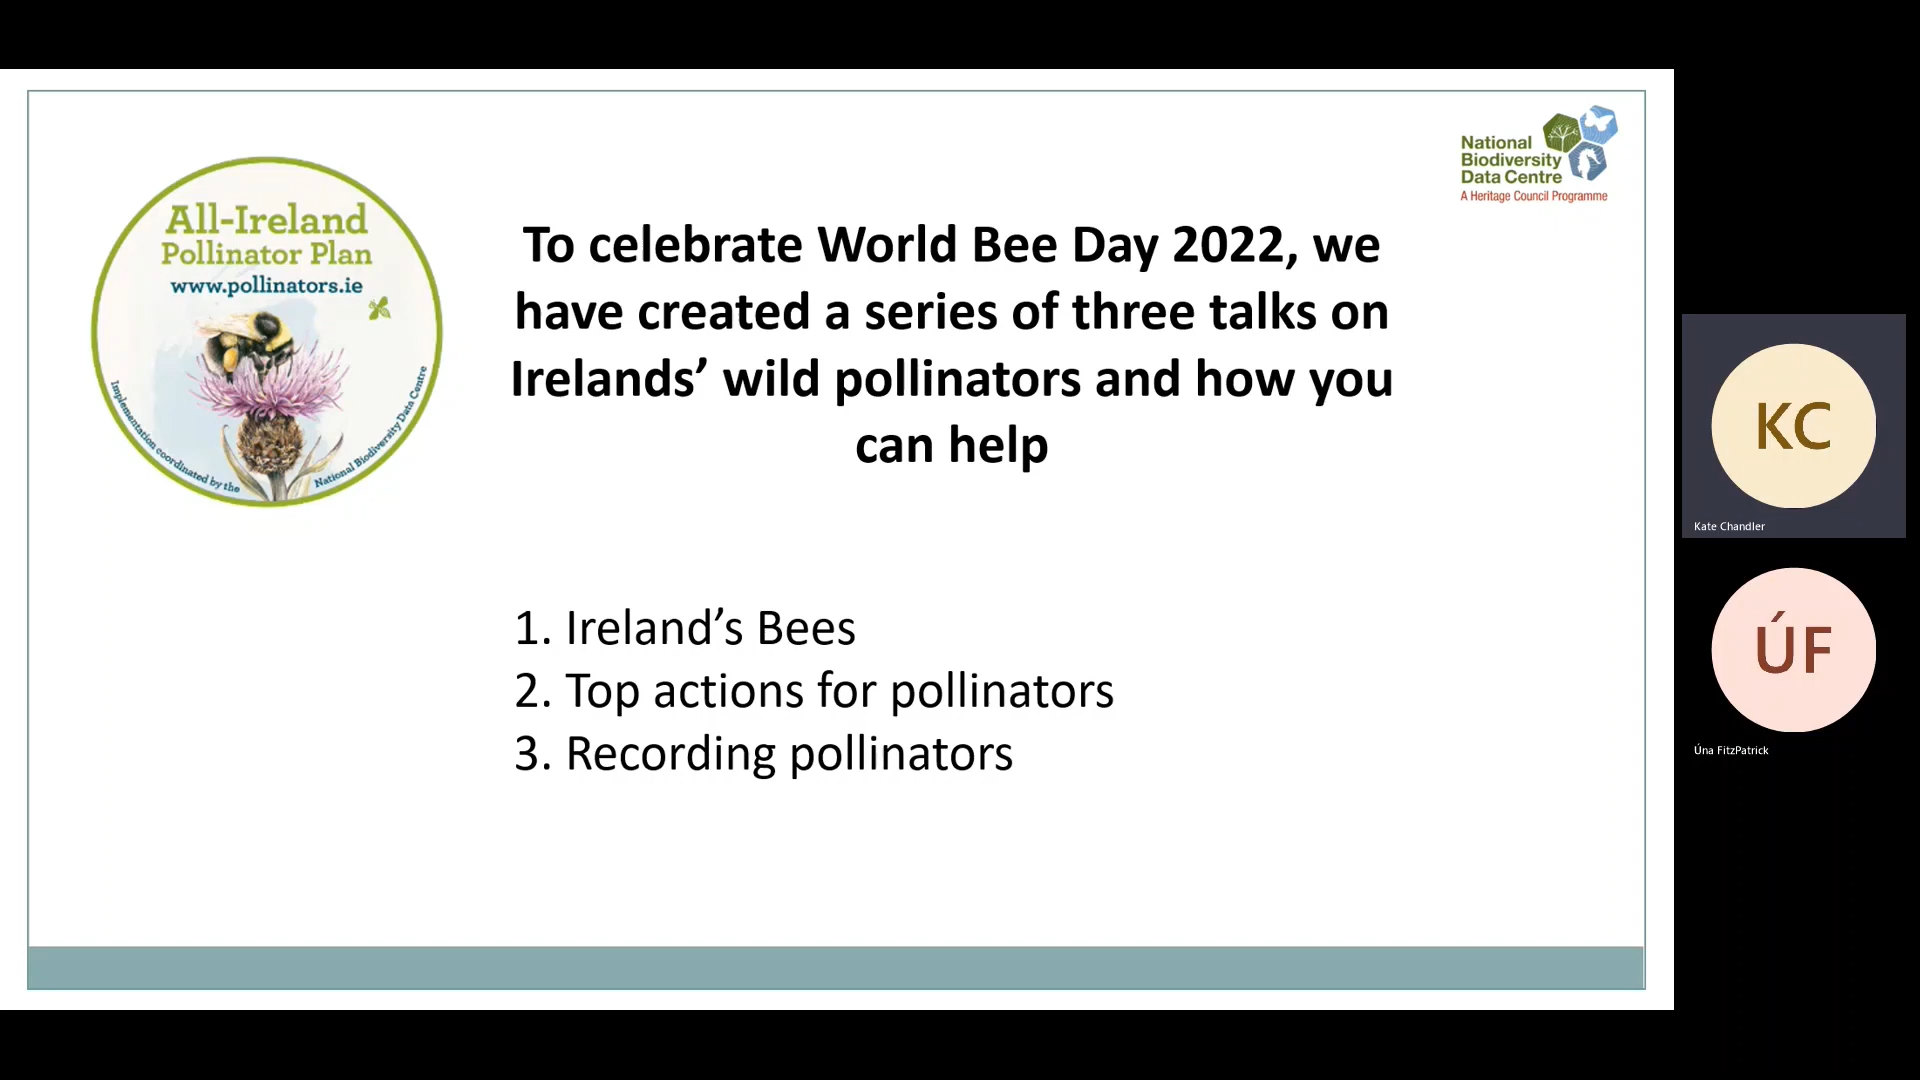 All-Ireland
Pollinator Plan
www.pollinators.ie
Implementation coordinated by the
National Biodiversity Data Centre
National
Biodiversity
Data Centre
A Heritage Council Programme
To celebrate World Bee Day 2022, we
have created a series of three talks on
Irelands’ wild pollinators and how you
can help
1. Ireland’s Bees
2. Top actions for pollinators
3. Recording pollinators
KC
Kate Chandler
ÚF
Úna FitzPatrick